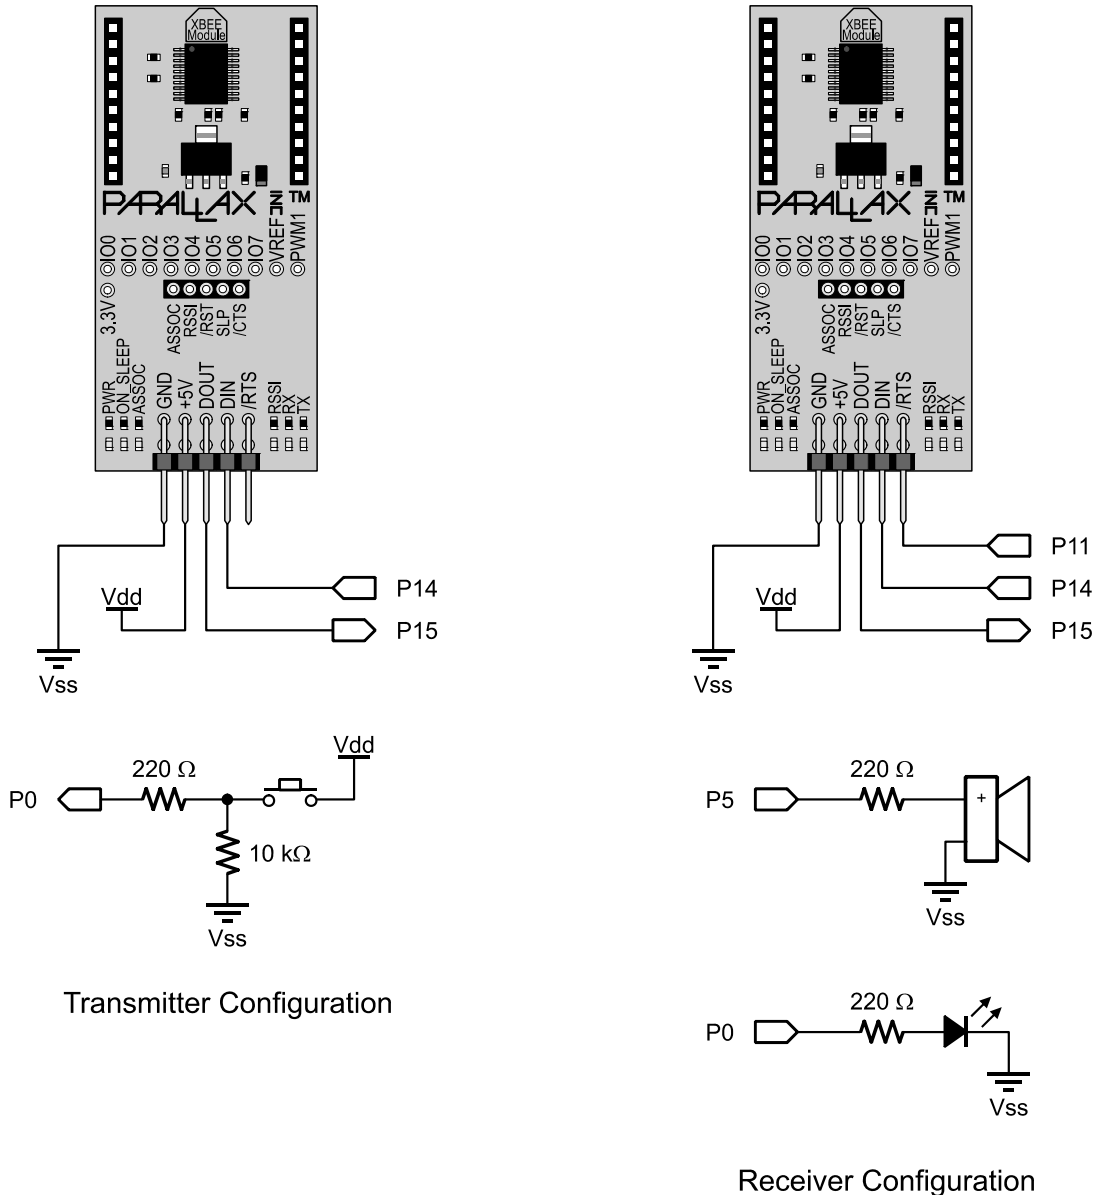 XBEE
Module
PARALLAX
INC
TM
IO0
IO1
IO2
IO3
IO4
IO5
IO6
IO7
VREF
PWM1
3.3V
ASSOC
RSSI
/RST
SLP
/CTS
PWR
ON_SLEEP
ASSOC
GND
+5V
DOUT
DIN
/RTS
RSSI
RX
TX
P14
Vdd
P15
Vss
Vdd
220 Ω
P0
10 kΩ
Vss
Transmitter Configuration
XBEE
Module
PARALLAX
INC
TM
IO0
IO1
IO2
IO3
IO4
IO5
IO6
IO7
VREF
PWM1
3.3V
ASSOC
RSSI
/RST
SLP
/CTS
PWR
ON_SLEEP
ASSOC
GND
+5V
DOUT
DIN
/RTS
RSSI
RX
TX
P11
P14
Vdd
P15
Vss
220 Ω
P5
+
Vss
220 Ω
P0
Vss
Receiver Configuration